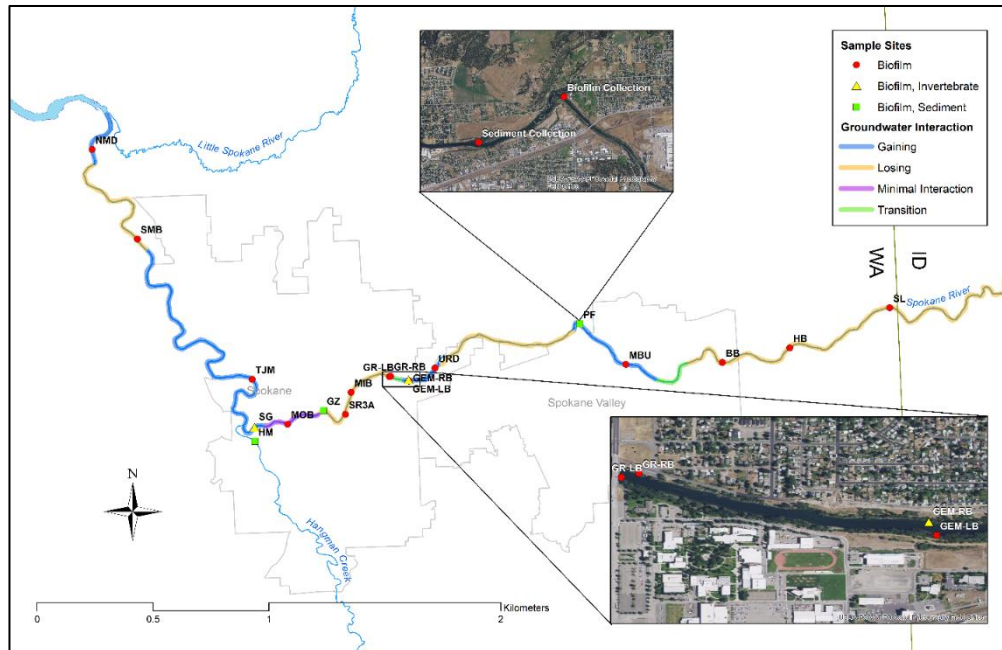 Sample Sites
Biofilm
Biofilm, Invertebrate
Biofilm, Sediment
Groundwater Interaction
Gaining
Losing
Minimal Interaction
Transition
Biofilm Collection
Sediment Collection
NMD
Little Spokane River
SMB
WA
ID
SL
Spokane River
PF
HB
BB
MBU
URD
GR-LB
GR-RB
GEM-RB
GEM-LB
TJM
Spokane
MIB
GZ
SR3A
SG
MOB
HM
Spokane Valley
N
Hangman Creek
GR-LB
GR-RB
GEM-RB
GEM-LB
Kilometers
0 0.5 1 2